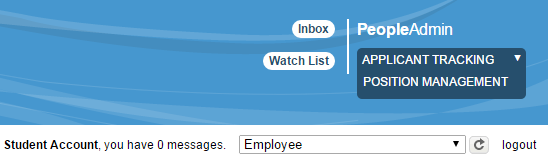 Inbox
PeopleAdmin
Watch List
APPLICANT TRACKING
POSITION MANAGEMENT
Student Account, you have 0 messages. Employee logout